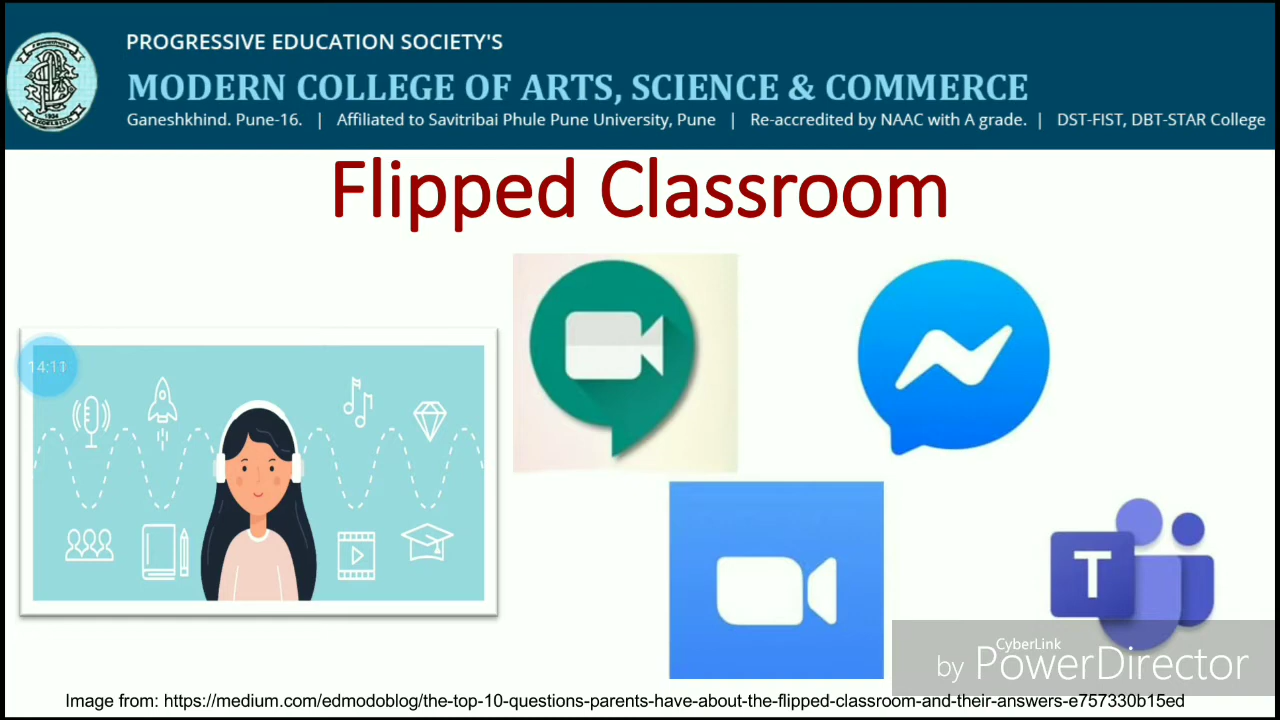 PROGRESSIVE EDUCATION SOCIETY'S
MODERN COLLEGE OF ARTS, SCIENCE & COMMERCE
Ganeshkhind. Pune-16. | Affiliated to Savitribai Phule Pune University, Pune | Re-accredited by NAAC with A grade. | DST-FIST, DBT-STAR College
1934
Flipped Classroom
14:11
T
CyberLink
by PowerDirector
Image from: https://medium.com/edmodoblog/the-top-10-questions-parents-have-about-the-flipped-classroom-and-their-answers-e757330b15ed